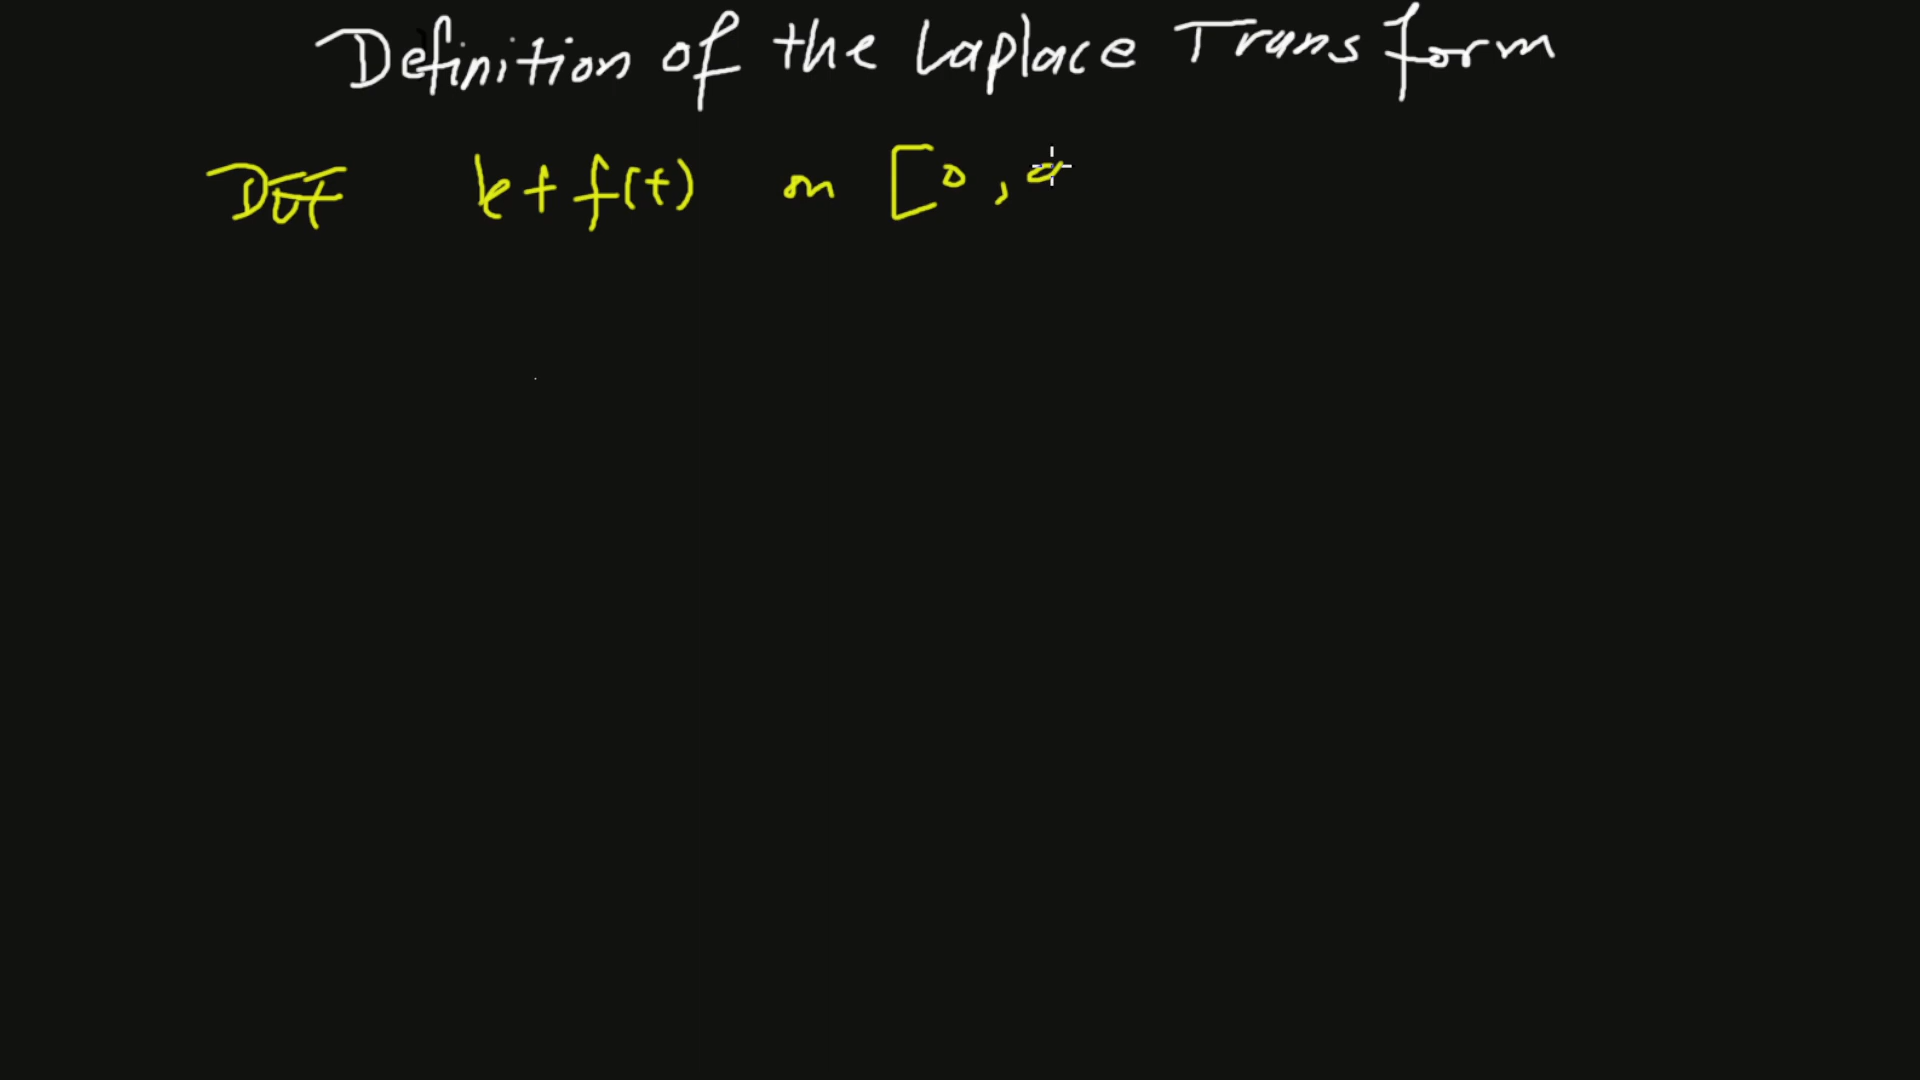 Definition of the Laplace Transform
Def let f(t) on [0,